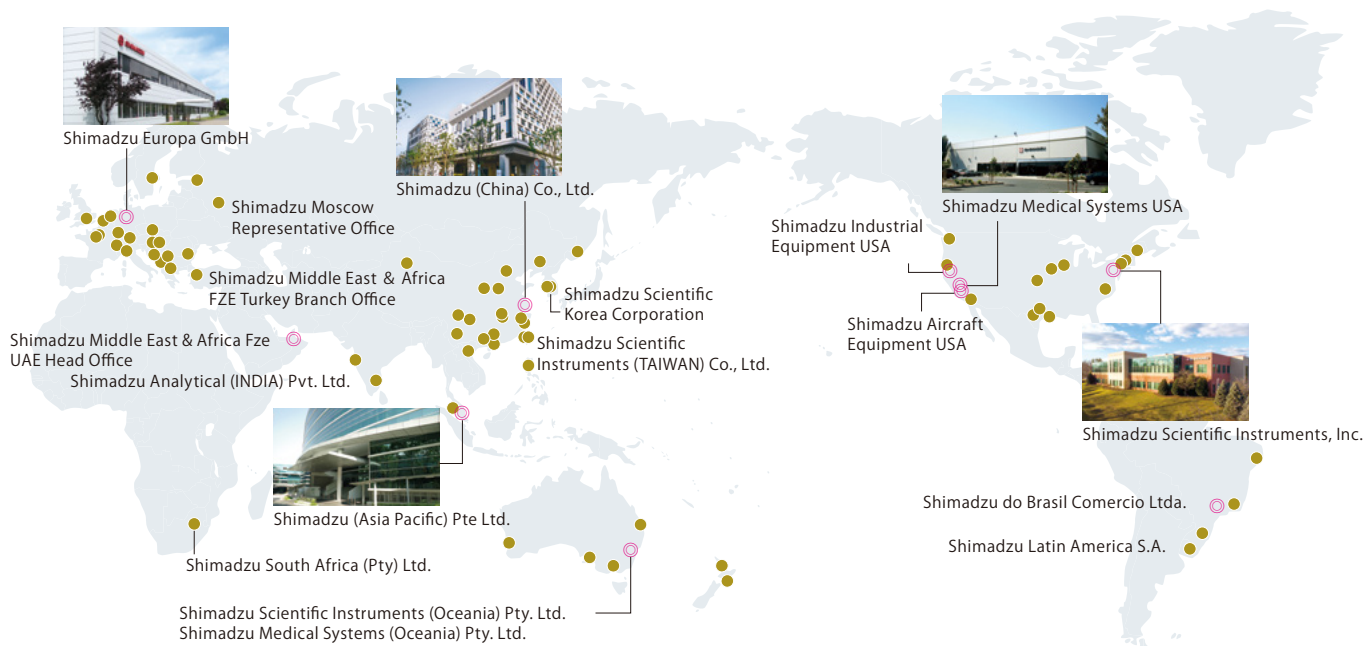 Shimadzu Europa GmbH
Shimadzu (China) Co., Ltd.
Shimadzu Moscow
Representative Office
Shimadzu Middle East & Africa
FZE Turkey Branch Office
Shimadzu Scientific
Korea Corporation
Shimadzu Middle East & Africa Fze
UAE Head Office
Shimadzu Analytical (INDIA) Pvt. Ltd.
Shimadzu Scientific
Instruments (TAIWAN) Co., Ltd.
Shimadzu (Asia Pacific) Pte Ltd.
Shimadzu South Africa (Pty) Ltd.
Shimadzu Scientific Instruments (Oceania) Pty. Ltd.
Shimadzu Medical Systems (Oceania) Pty. Ltd.
Shimadzu Medical Systems USA
Shimadzu Industrial
Equipment USA
Shimadzu Aircraft
Equipment USA
Shimadzu Scientific Instruments, Inc.
Shimadzu do Brasil Comercio Ltda.
Shimadzu Latin America S.A.